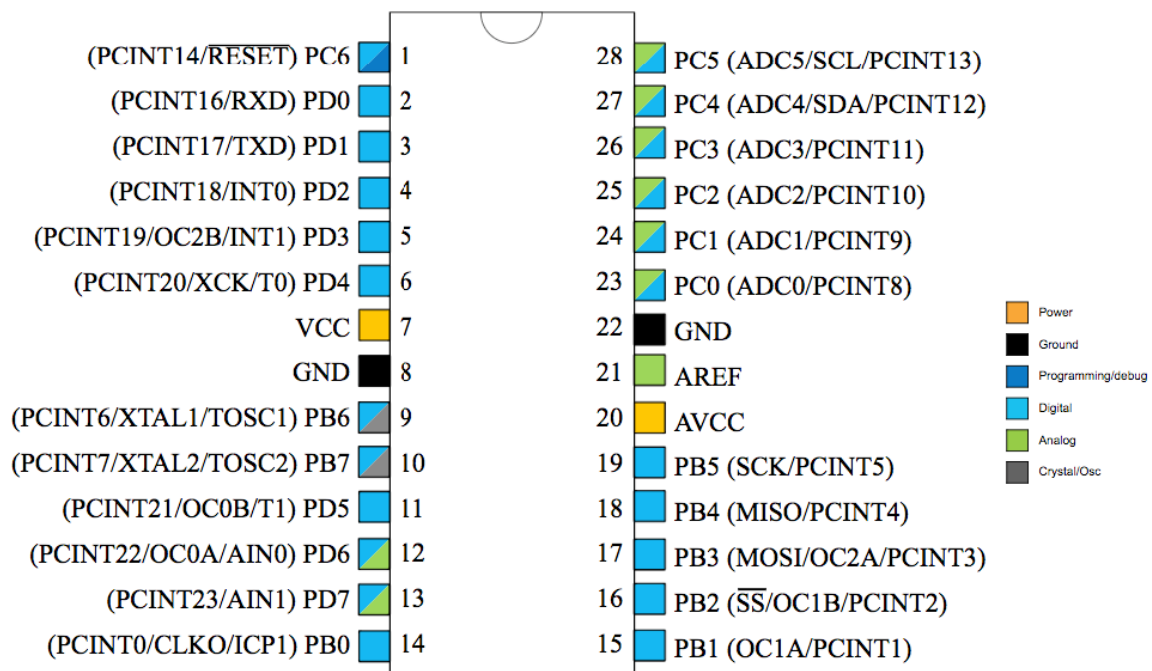 (PCINT14/RESET) PC6 1
(PCINT16/RXD) PD0 2
(PCINT17/TXD) PD1 3
(PCINT18/INT0) PD2 4
(PCINT19/OC2B/INT1) PD3 5
(PCINT20/XCK/T0) PD4 6
VCC 7
GND 8
(PCINT6/XTAL1/TOSC1) PB6 9
(PCINT7/XTAL2/TOSC2) PB7 10
(PCINT21/OC0B/T1) PD5 11
(PCINT22/OC0A/AIN0) PD6 12
(PCINT23/AIN1) PD7 13
(PCINT0/CLKO/ICP1) PB0 14
28 PC5 (ADC5/SCL/PCINT13)
27 PC4 (ADC4/SDA/PCINT12)
26 PC3 (ADC3/PCINT11)
25 PC2 (ADC2/PCINT10)
24 PC1 (ADC1/PCINT9)
23 PC0 (ADC0/PCINT8)
22 GND
21 AREF
20 AVCC
19 PB5 (SCK/PCINT5)
18 PB4 (MISO/PCINT4)
17 PB3 (MOSI/OC2A/PCINT3)
16 PB2 (SS/OC1B/PCINT2)
15 PB1 (OC1A/PCINT1)
Power
Ground
Programming/debug
Digital
Analog
Crystal/Osc